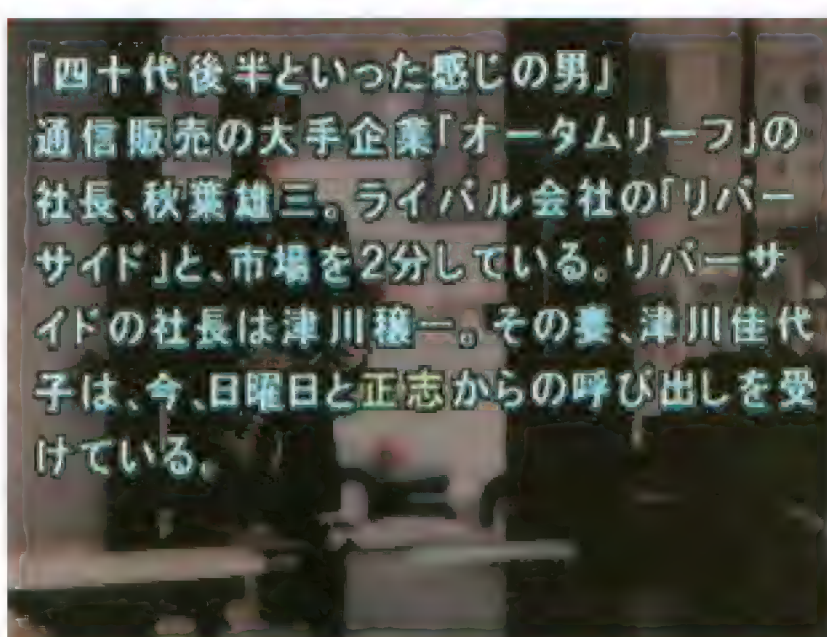 「四十代後半といった感じの男」
通信販売の大手企業「オータムリーフ」の
社長、秋葉雄三。ライバル会社の「リバー
サイド」と、市場を2分している。リバーサ
イドの社長は津川穣一。その妻、津川佳代
子は、今、日曜日と正志からの呼び出しを受
けている。